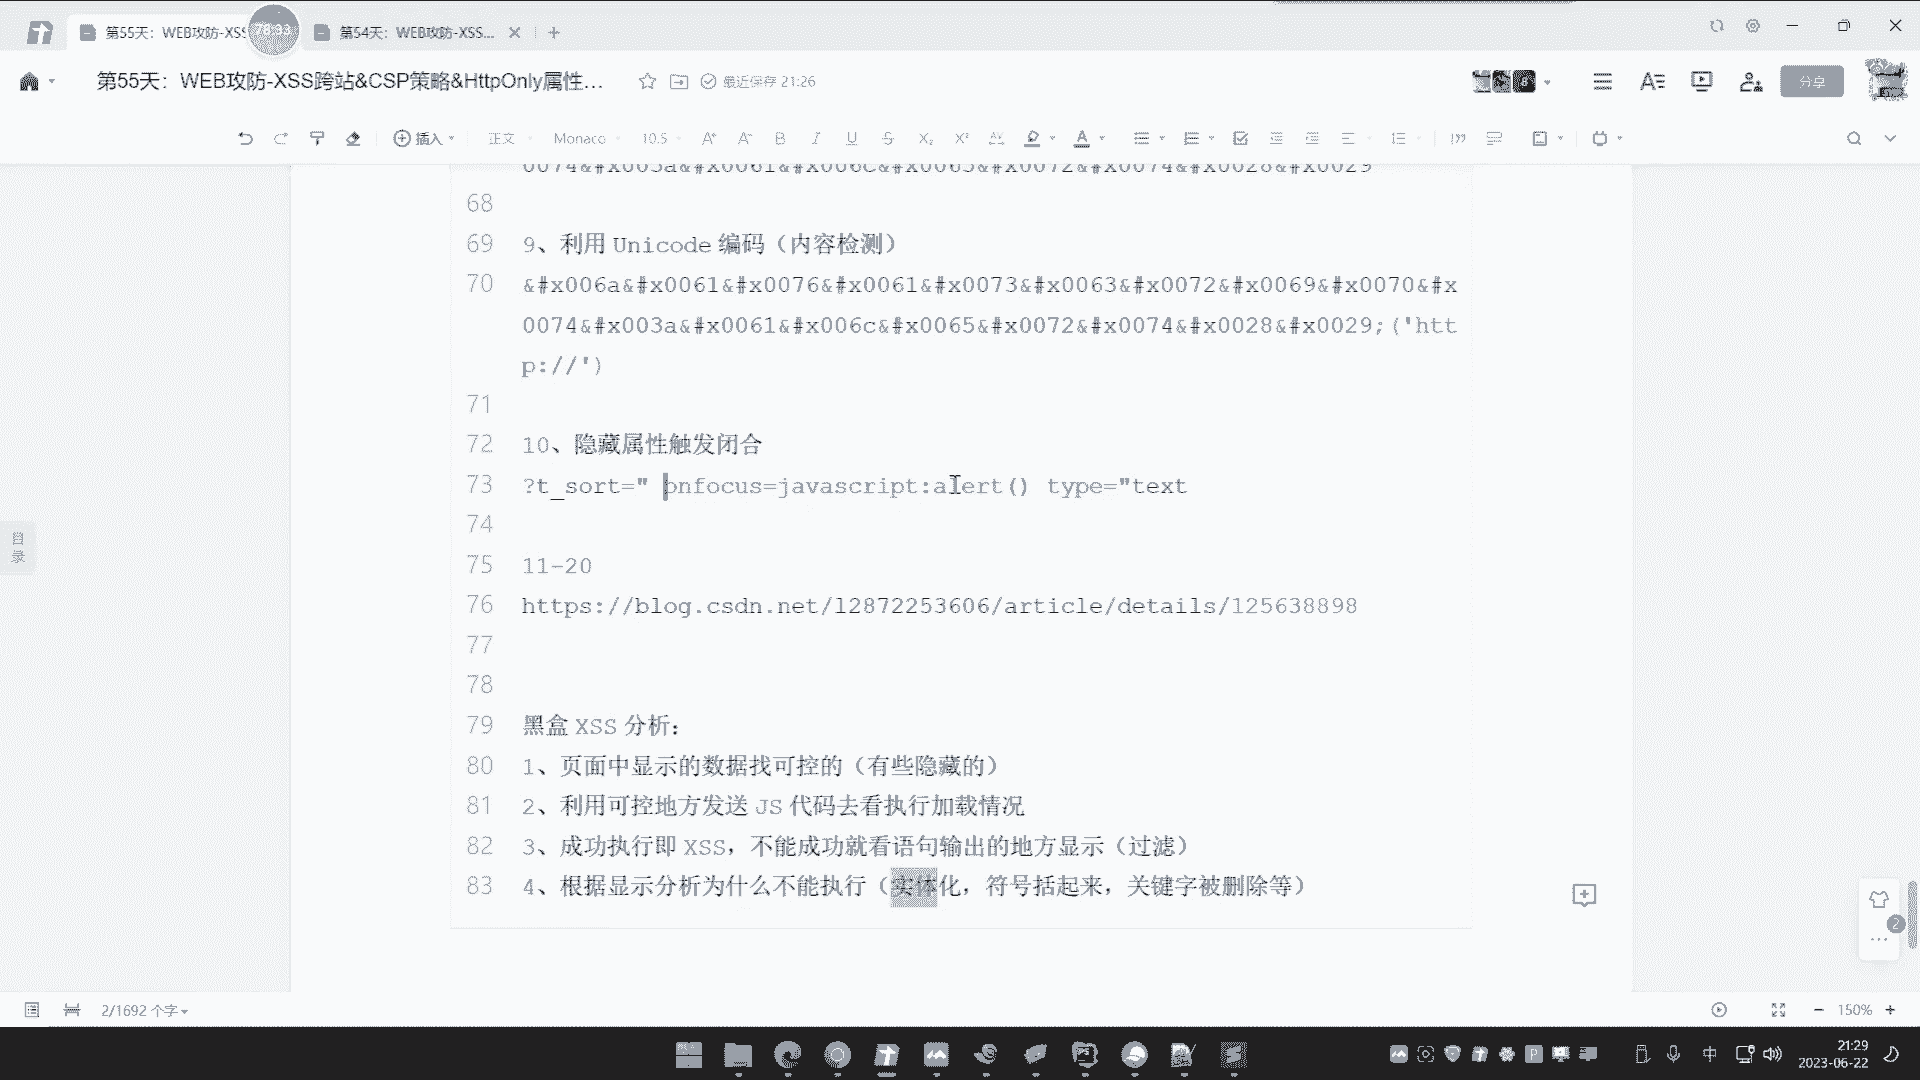 第55天：WEB攻防-XSS
78:33
第54天：WEB攻防-XSS...
第55天：WEB攻防-XSS跨站&CSP策略&HttpOnly属性...
最近保存 21:26
分享
插入
正文
Monaco
10.5
0074&#x003a&#x0061&#x006c&#x0065&#x0072&#x0074&#x0028&#x0029
68
69 9、利用 Unicode 编码（内容检测）
70 &#x006a&#x0061&#x0076&#x0061&#x0073&#x0063&#x0072&#x0069&#x0070&#x
0074&#x003a&#x0061&#x006c&#x0065&#x0072&#x0074&#x0028&#x0029;('htt
p://')
71
72 10、隐藏属性触发闭合
73 ?t_sort=" onfocus=javascript:alert() type="text
74
75 11-20
76 https://blog.csdn.net/l2872253606/article/details/125638898
77
78
79 黑盒 XSS 分析：
80 1、页面中显示的数据找可控的（有些隐藏的）
81 2、利用可控地方发送 JS 代码去看执行加载情况
82 3、成功执行即 XSS，不能成功就看语句输出的地方显示（过滤）
83 4、根据显示分析为什么不能执行（实体化，符号括起来，关键字被删除等）
目录
2
2/1692 个字
150%
中
21:29
2023-06-22